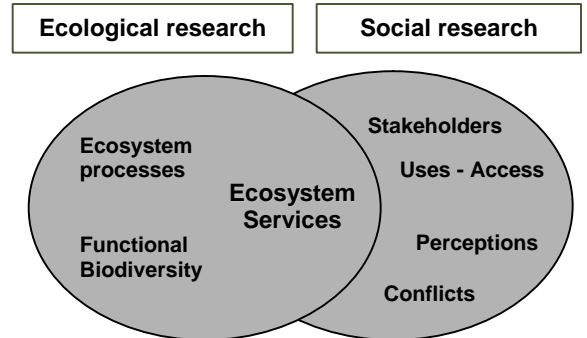 Ecological research
Social research
Ecosystem
processes
Functional
Biodiversity
Ecosystem
Services
Stakeholders
Uses - Access
Perceptions
Conflicts